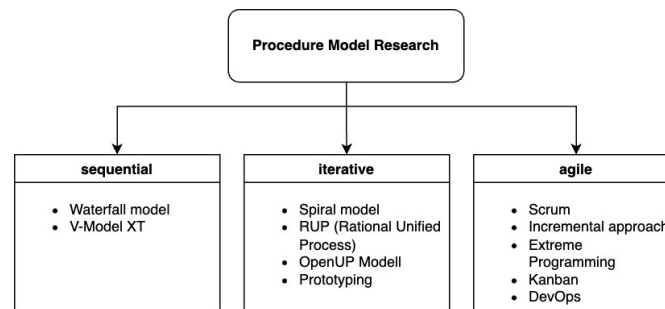 Procedure Model Research
sequential
• Waterfall model
• V-Model XT
iterative
• Spiral model
• RUP (Rational Unified
Process)
• OpenUP Modell
• Prototyping
agile
• Scrum
• Incremental approach
• Extreme
Programming
• Kanban
• DevOps